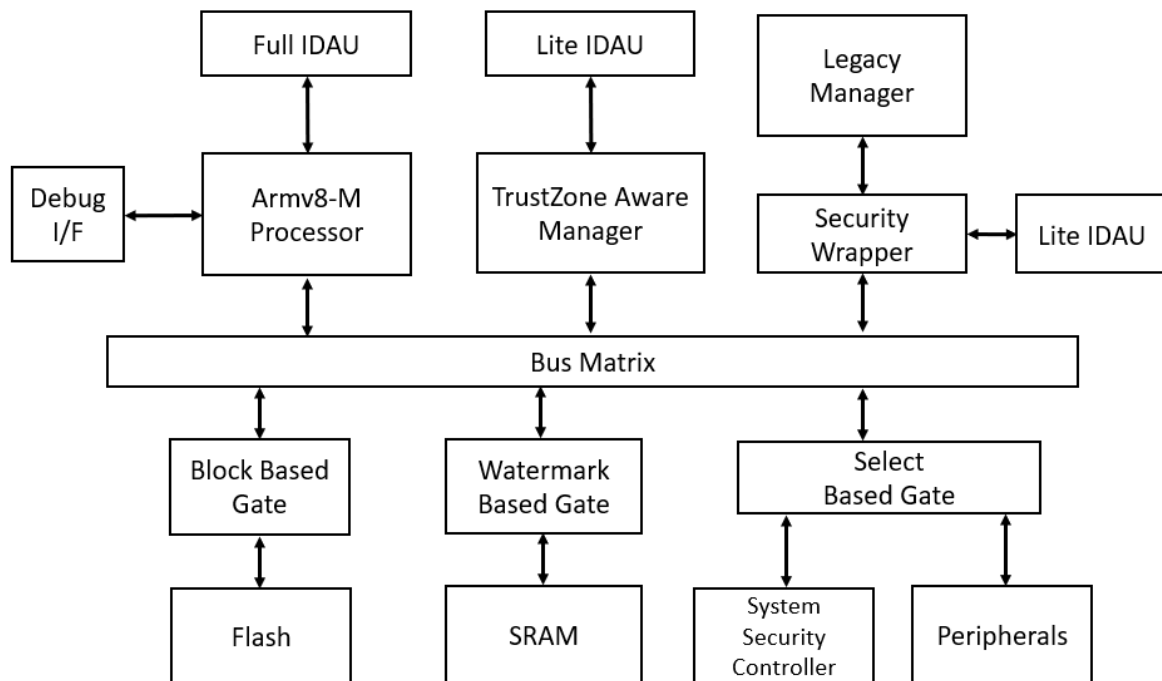 Full IDAU
Lite IDAU
Legacy
Manager
Debug
I/F
Armv8-M
Processor
TrustZone Aware
Manager
Security
Wrapper
Lite IDAU
Bus Matrix
Block Based
Gate
Watermark
Based Gate
Select
Based Gate
Flash
SRAM
System
Security
Controller
Peripherals